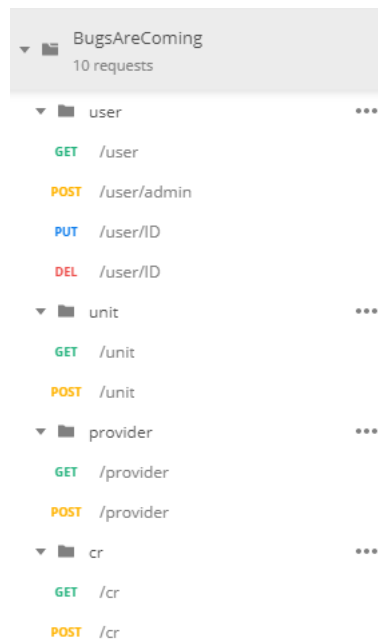 BugsAreComing
10 requests
user
GET /user
POST /user/admin
PUT /user/ID
DEL /user/ID
unit
GET /unit
POST /unit
provider
GET /provider
POST /provider
cr
GET /cr
POST /cr